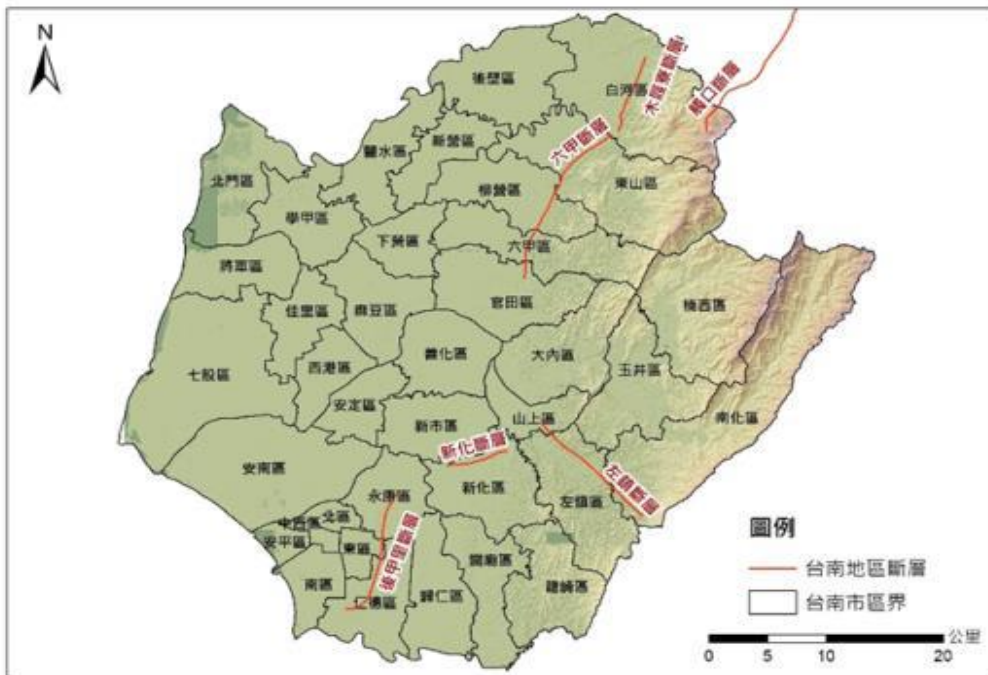 N
後壁區
白河區
木屐寮斷層
觸口斷層
新營區
鹽水區
六甲斷層
北門區
柳營區
東山區
學甲區
下營區
六甲區
將軍區
佳里區
麻豆區
官田區
楠西區
七股區
西港區
善化區
大內區
玉井區
安定區
新市區
山上區
南化區
新化斷層
安南區
永康區
新化區
左鎮區
左鎮斷層
中西區
北區
安平區
東區
後甲里斷層
關廟區
南區
仁德區
歸仁區
龍崎區
圖例
台南地區斷層
台南市區界
公里
0 5 10 20